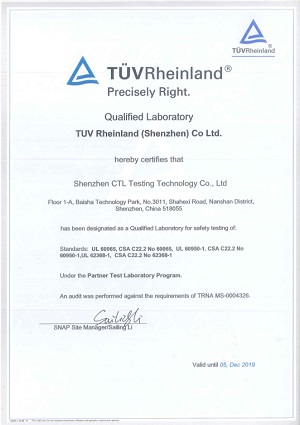 TÜVRheinland
TÜVRheinland®
Precisely Right.
Qualified Laboratory
TUV Rheinland (Shenzhen) Co Ltd.
hereby certifies that
Shenzhen CTL Testing Technology Co., Ltd
Floor 1-A, Baisha Technology Park, No.3011, Shahexi Road, Nanshan District,
Shenzhen, China 518055
has been designated as a Qualified Laboratory for safety testing of:
Standards: UL 60065, CSA C22.2 No 60065, UL 60950-1, CSA C22.2 No
60950-1,UL 62368-1, CSA C22.2 No 62368-1
Under the Partner Test Laboratory Program.
An audit was performed against the requirements of TRNA MS-0004326.
SNAP Site Manager/Sailing Li
Valid until 05, Dec 2019